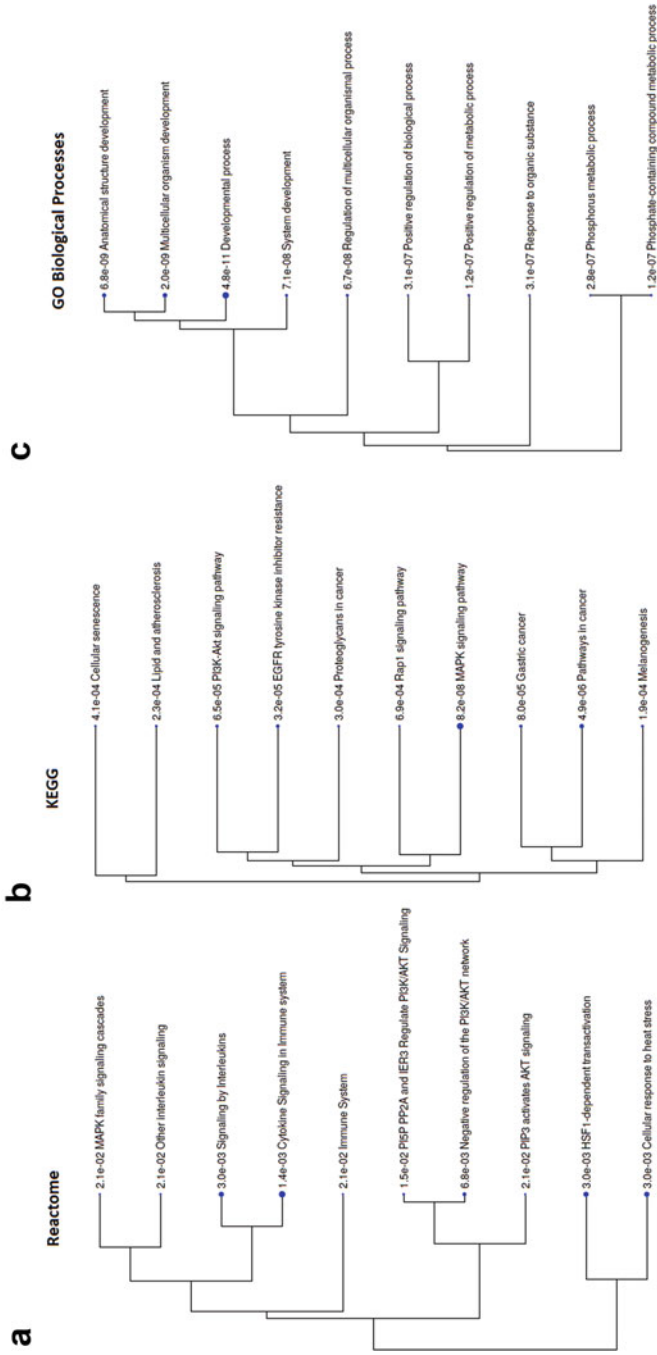 a
Reactome
2.1e-02 MAPK family signaling cascades
2.1e-02 Other interleukin signaling
3.0e-03 Signaling by Interleukins
1.4e-03 Cytokine Signaling in Immune system
2.1e-02 Immune System
1.5e-02 PI5P PP2A and IER3 Regulate PI3K/AKT Signaling
6.8e-03 Negative regulation of the PI3K/AKT network
2.1e-02 PIP3 activates AKT signaling
3.0e-03 HSF1-dependent transactivation
3.0e-03 Cellular response to heat stress
b
KEGG
4.1e-04 Cellular senescence
2.3e-04 Lipid and atherosclerosis
6.5e-05 PI3K-Akt signaling pathway
3.2e-05 EGFR tyrosine kinase inhibitor resistance
3.0e-04 Proteoglycans in cancer
6.9e-04 Rap1 signaling pathway
8.2e-08 MAPK signaling pathway
8.0e-05 Gastric cancer
4.9e-06 Pathways in cancer
1.9e-04 Melanogenesis
c
GO Biological Processes
6.8e-09 Anatomical structure development
2.0e-09 Multicellular organism development
4.8e-11 Developmental process
7.1e-08 System development
6.7e-08 Regulation of multicellular organismal process
3.1e-07 Positive regulation of biological process
1.2e-07 Positive regulation of metabolic process
3.1e-07 Response to organic substance
2.8e-07 Phosphorus metabolic process
1.2e-07 Phosphate-containing compound metabolic process